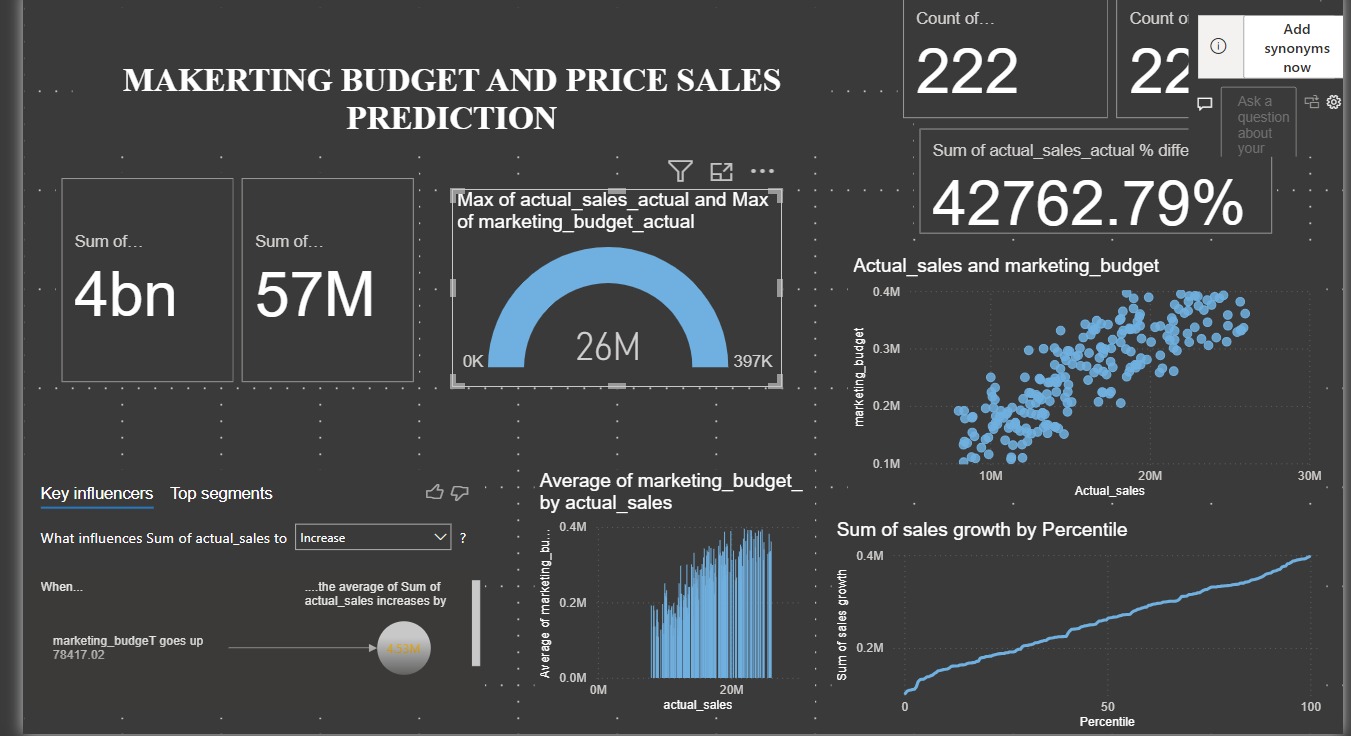 MAKERTING BUDGET AND PRICE SALES
PREDICTION
Count of...
222
Count of
22
Add
synonyms
now
Ask a
question
about
your
Sum of actual_sales_actual % diffe
42762.79%
Sum of...
4bn
Sum of...
57M
Max of actual_sales_actual and Max
of marketing_budget_actual
26M
0K
397K
Actual_sales and marketing_budget
0.4M
0.3M
0.2M
0.1M
marketing_budget
10M
20M
30M
Actual_sales
Key influencers
Top segments
What influences Sum of actual_sales to
Increase
?
When...
....the average of Sum of
actual_sales increases by
marketing_budgeT goes up
78417.02
4.53M
Average of marketing_budget_
by actual_sales
0.4M
0.2M
0.0M
Average of marketing_bu...
0M
20M
actual_sales
Sum of sales growth by Percentile
0.4M
0.2M
Sum of sales growth
0
50
100
Percentile